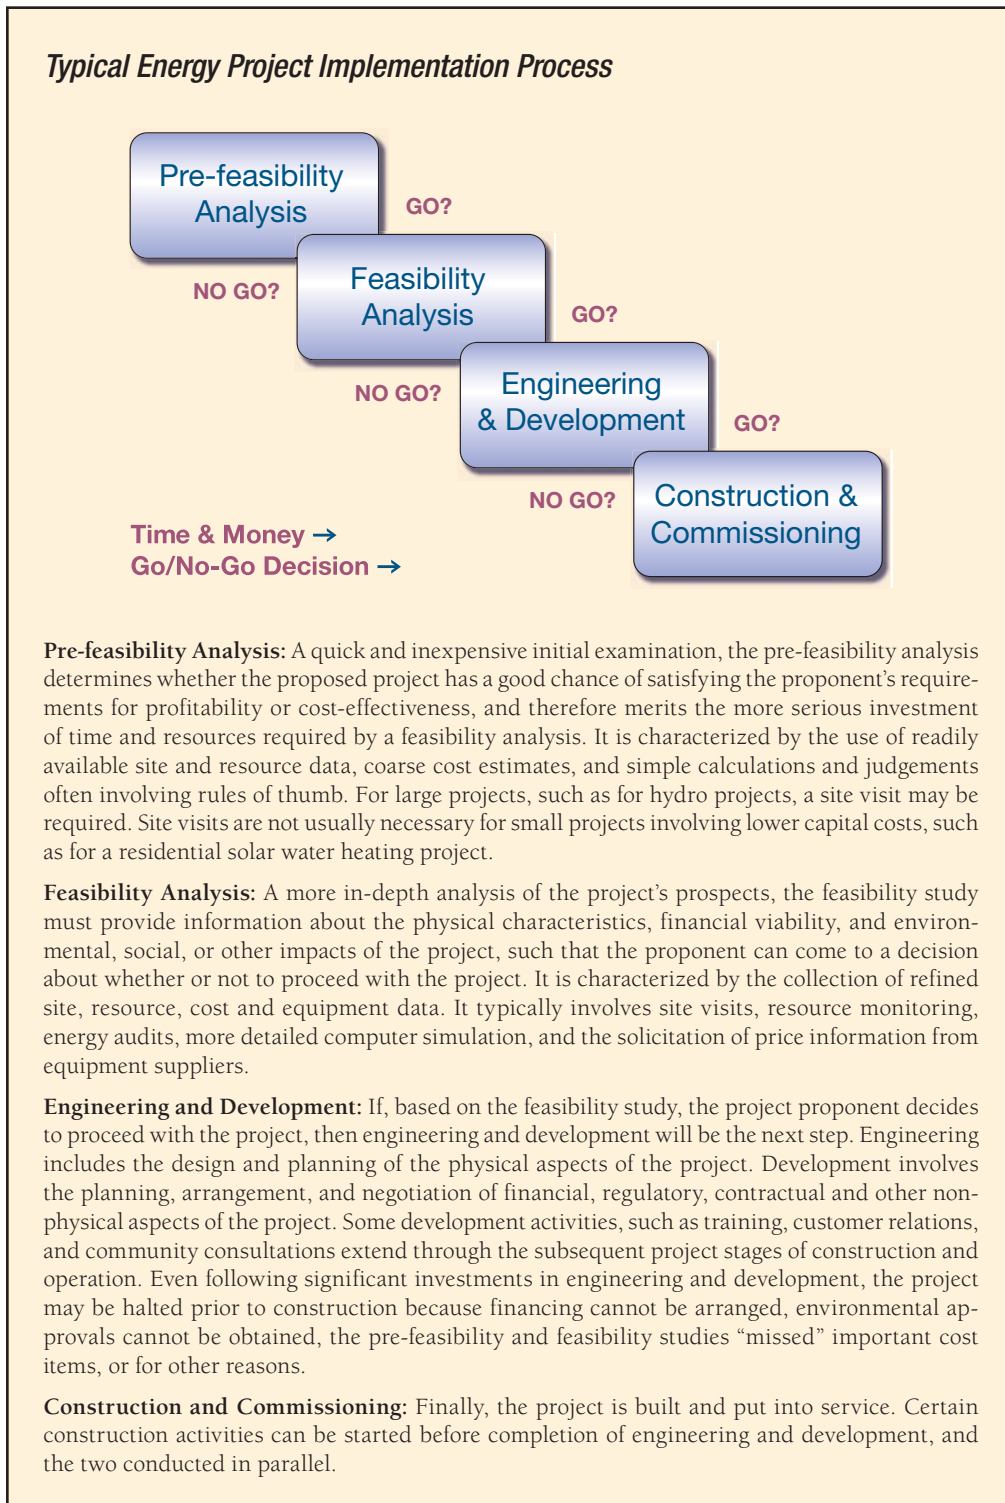 Typical Energy Project Implementation Process
Pre-feasibility
Analysis
GO?
NO GO?
Feasibility
Analysis
GO?
NO GO?
Engineering
& Development
GO?
NO GO?
Construction &
Commissioning
Time & Money →
Go/No-Go Decision →
Pre-feasibility Analysis: A quick and inexpensive initial examination, the pre-feasibility analysis
determines whether the proposed project has a good chance of satisfying the proponent’s require-
ments for profitability or cost-effectiveness, and therefore merits the more serious investment
of time and resources required by a feasibility analysis. It is characterized by the use of readily
available site and resource data, coarse cost estimates, and simple calculations and judgements
often involving rules of thumb. For large projects, such as for hydro projects, a site visit may be
required. Site visits are not usually necessary for small projects involving lower capital costs, such
as for a residential solar water heating project.
Feasibility Analysis: A more in-depth analysis of the project’s prospects, the feasibility study
must provide information about the physical characteristics, financial viability, and environ-
mental, social, or other impacts of the project, such that the proponent can come to a decision
about whether or not to proceed with the project. It is characterized by the collection of refined
site, resource, cost and equipment data. It typically involves site visits, resource monitoring,
energy audits, more detailed computer simulation, and the solicitation of price information from
equipment suppliers.
Engineering and Development: If, based on the feasibility study, the project proponent decides
to proceed with the project, then engineering and development will be the next step. Engineering
includes the design and planning of the physical aspects of the project. Development involves
the planning, arrangement, and negotiation of financial, regulatory, contractual and other non-
physical aspects of the project. Some development activities, such as training, customer relations,
and community consultations extend through the subsequent project stages of construction and
operation. Even following significant investments in engineering and development, the project
may be halted prior to construction because financing cannot be arranged, environmental ap-
provals cannot be obtained, the pre-feasibility and feasibility studies “missed” important cost
items, or for other reasons.
Construction and Commissioning: Finally, the project is built and put into service. Certain
construction activities can be started before completion of engineering and development, and
the two conducted in parallel.